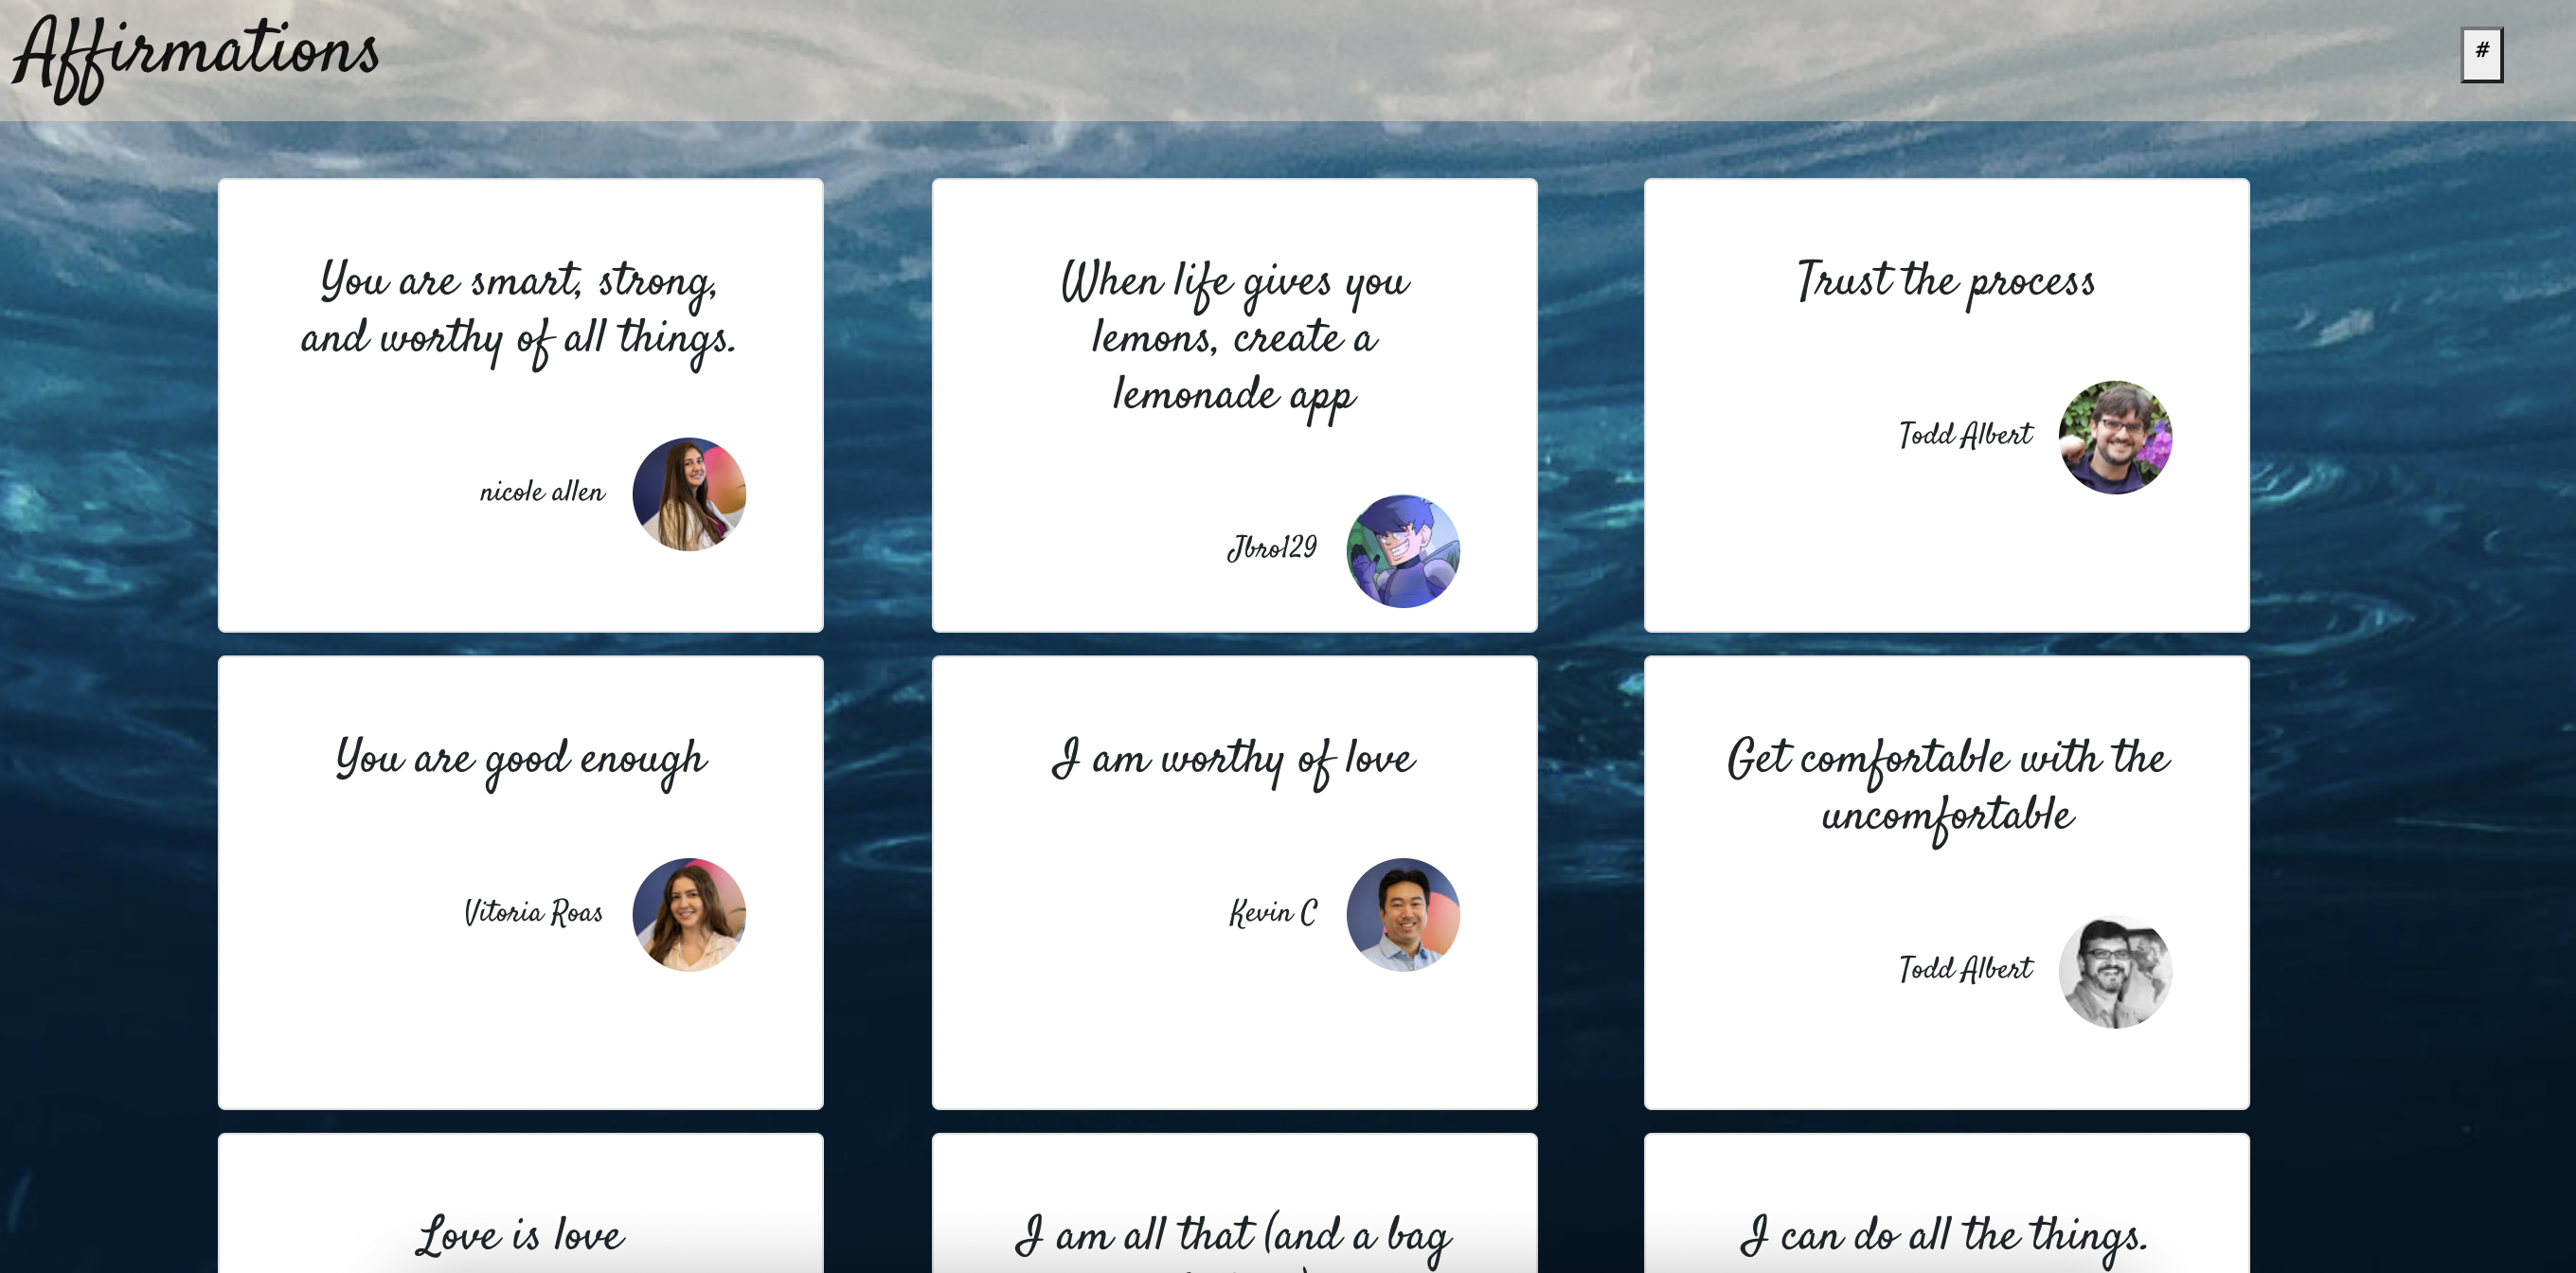 Affirmations
#
You are smart, strong,
and worthy of all things.
nicole allen
When life gives you
lemons, create a
lemonade app
Jbro129
Trust the process
Todd Albert
You are good enough
Vitoria Roas
I am worthy of love
Kevin C
Get comfortable with the
uncomfortable
Todd Albert
Love is love
I am all that (and a bag
I can do all the things.